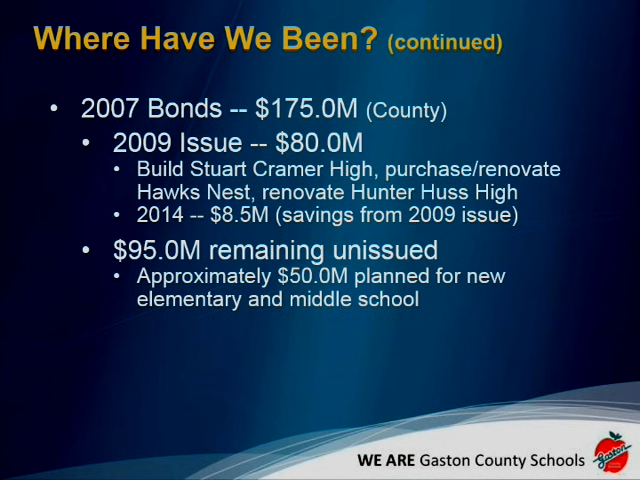 Where Have We Been? (continued)
• 2007 Bonds -- $175.0M (County)
• 2009 Issue -- $80.0M
• Build Stuart Cramer High, purchase/renovate
Hawks Nest, renovate Hunter Huss High
• 2014 -- $8.5M (savings from 2009 issue)
• $95.0M remaining unissued
• Approximately $50.0M planned for new
elementary and middle school
WE ARE Gaston County Schools
Gaston